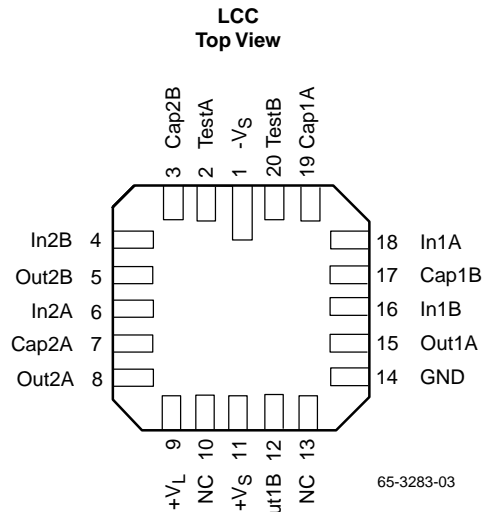 LCC
Top View
3 Cap2B
2 TestA
1 -VS
20 TestB
19 Cap1A
In2B 4
Out2B 5
In2A 6
Cap2A 7
Out2A 8
18 In1A
17 Cap1B
16 In1B
15 Out1A
14 GND
+VL 9
NC 10
+VS 11
ut1B 12
NC 13
65-3283-03